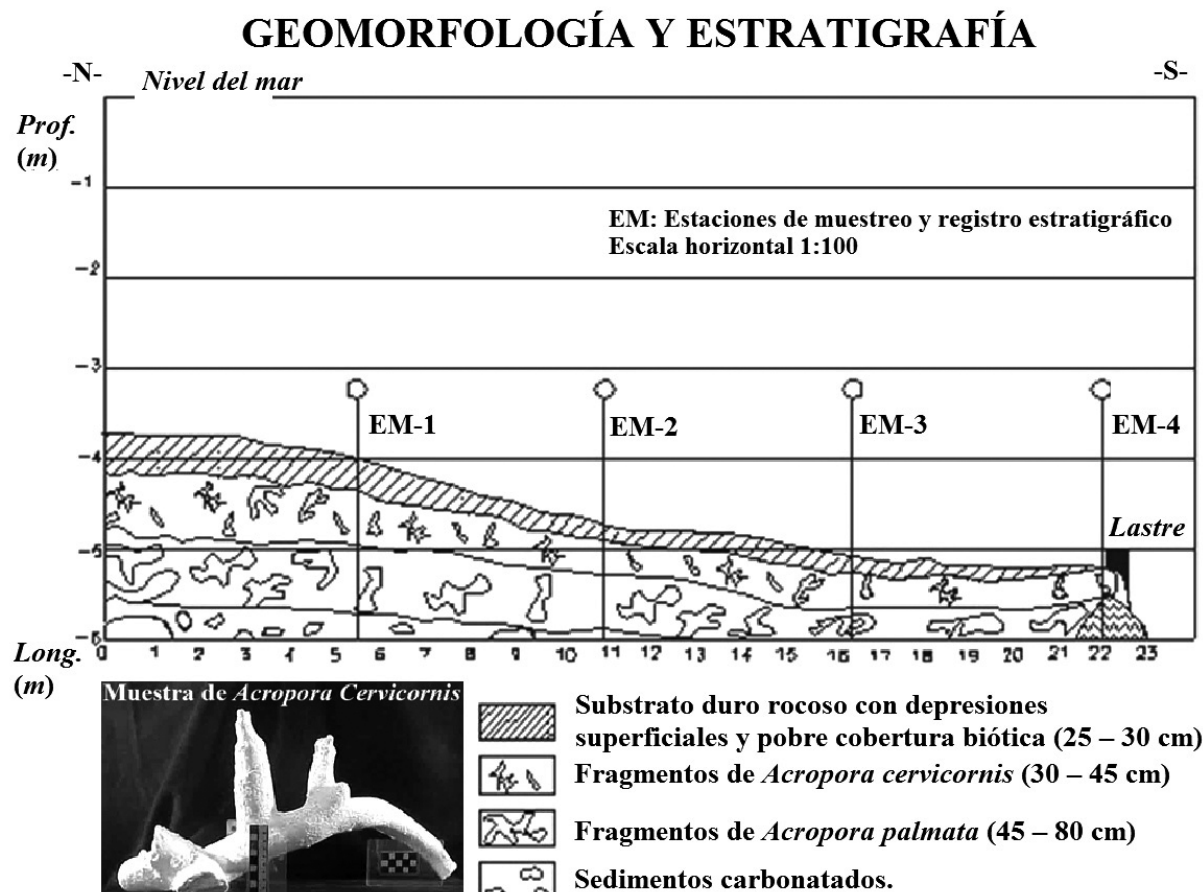 GEOMORFOLOGÍA Y ESTRATIGRAFÍA
-N-
Nivel del mar
-S-
Prof.
(m)
-1
EM: Estaciones de muestreo y registro estratigráfico
Escala horizontal 1:100
-2
-3
EM-1
EM-2
EM-3
EM-4
-4
Lastre
-5
-6
Long.
(m)
0 1 2 3 4 5 6 7 8 9 10 11 12 13 14 15 16 17 18 19 20 21 22 23
Muestra de Acropora Cervicornis
Substrato duro rocoso con depresiones
superficiales y pobre cobertura biótica (25 – 30 cm)
Fragmentos de Acropora cervicornis (30 – 45 cm)
Fragmentos de Acropora palmata (45 – 80 cm)
Sedimentos carbonatados.